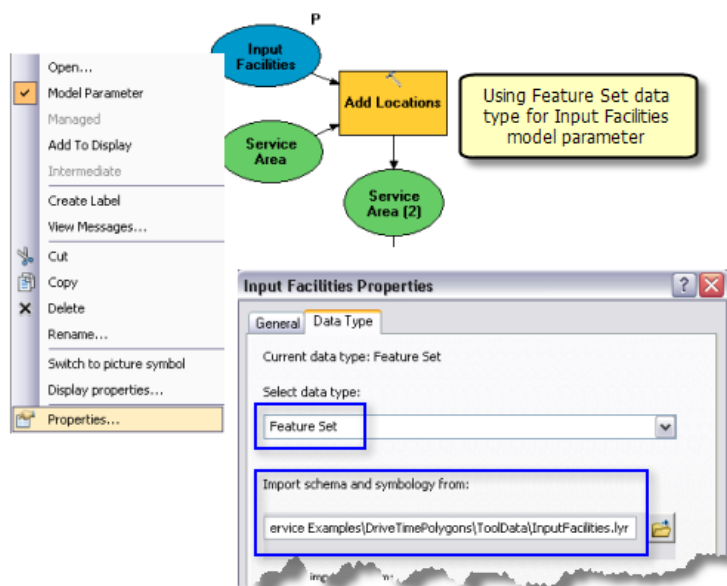 P
Input
Facilities
Add Locations
Service
Area
Service
Area (2)
Using Feature Set data
type for Input Facilities
model parameter
Open...
Model Parameter
Managed
Add To Display
Intermediate
Create Label
View Messages...
Cut
Copy
Delete
Rename...
Switch to picture symbol
Display properties...
Properties...
Input Facilities Properties
General
Data Type
Current data type: Feature Set
Select data type:
Feature Set
Import schema and symbology from:
ervice Examples\DriveTimePolygons\ToolData\InputFacilities.lyr